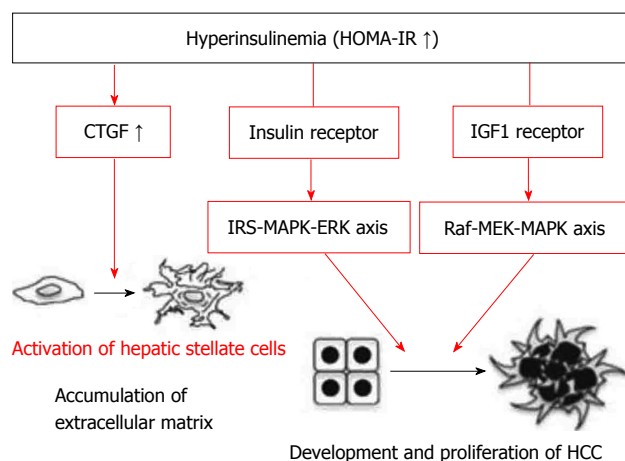 Hyperinsulinemia (HOMA-IR ↑)
CTGF ↑
Insulin receptor
IGF1 receptor
IRS-MAPK-ERK axis
Raf-MEK-MAPK axis
Activation of hepatic stellate cells
Accumulation of
extracellular matrix
Development and proliferation of HCC